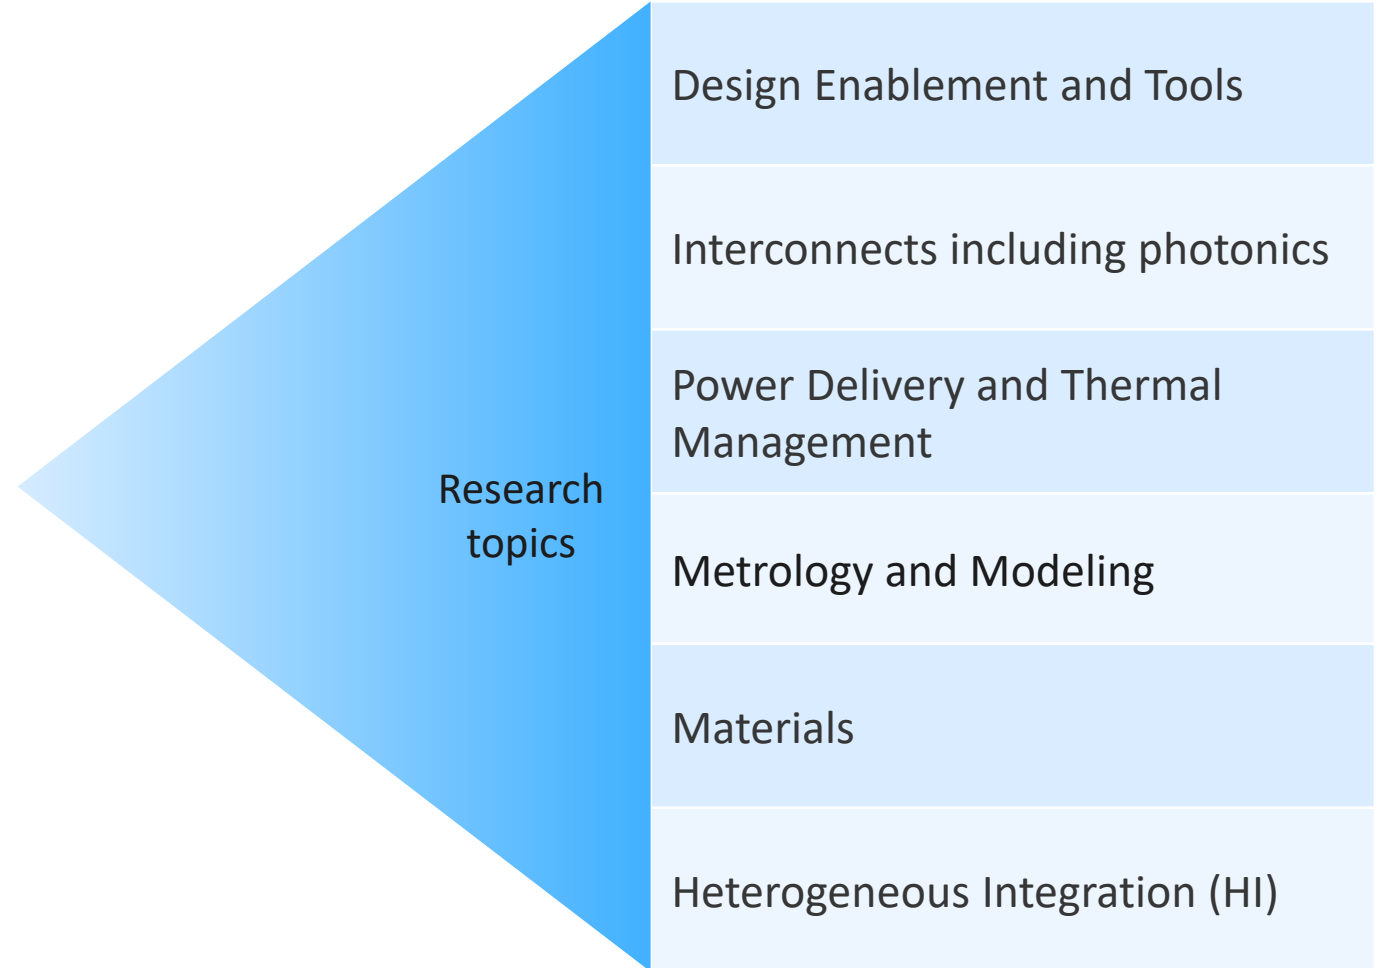 Research
topics
Design Enablement and Tools
Interconnects including photonics
Power Delivery and Thermal
Management
Metrology and Modeling
Materials
Heterogeneous Integration (HI)